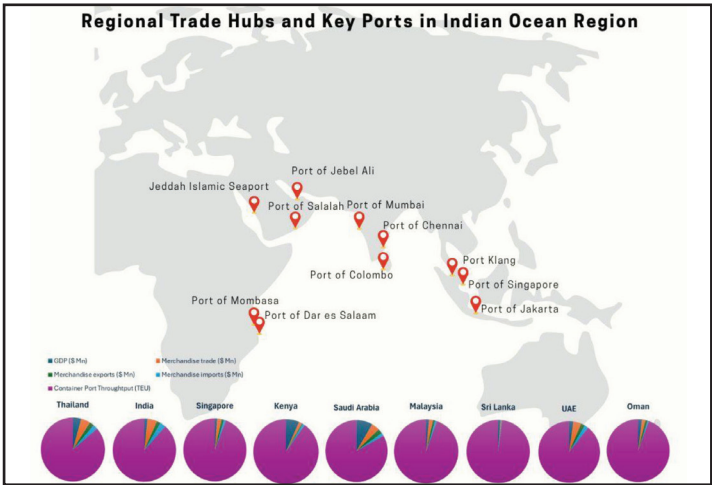 Regional Trade Hubs and Key Ports in Indian Ocean Region
Port of Jebel Ali
Jeddah Islamic Seaport
Port of Salalah
Port of Mumbai
Port of Chennai
Port of Colombo
Port Klang
Port of Singapore
Port of Jakarta
Port of Mombasa
Port of Dar es Salaam
GDP ($ Mn)
Merchandise trade ($ Mn)
Merchandise exports ($ Mn)
Merchandise imports ($ Mn)
Container Port Throughtput (TEU)
Thailand
India
Singapore
Kenya
Saudi Arabia
Malaysia
Sri Lanka
UAE
Oman